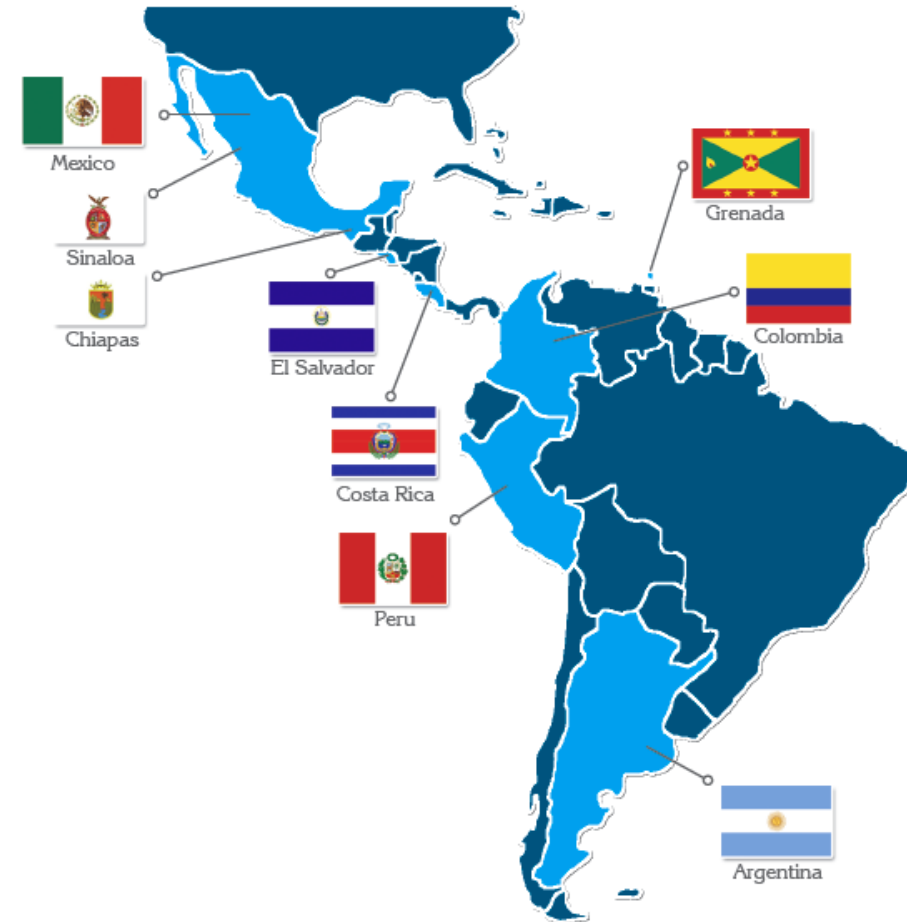 Mexico
Sinaloa
Chiapas
El Salvador
Costa Rica
Peru
Grenada
Colombia
Argentina